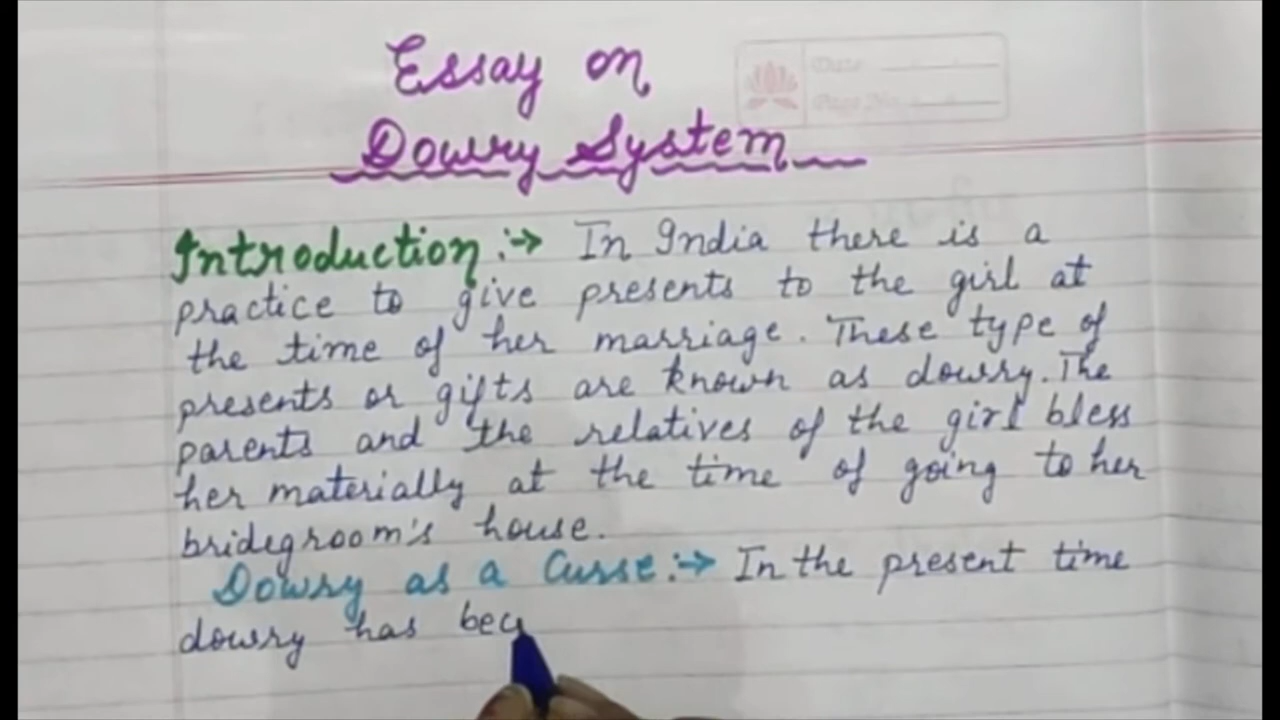 Essay on
Date
Page No.
Dowry System
Introduction :→ In India there is a
practice to give presents to the girl at
the time of her marriage. These type of
presents or gifts are known as dowry. The
parents and the relatives of the girl bless
her materially at the time of going to her
bridegroom's house.
Dowry as a Curse :→ In the present time
dowry has bec